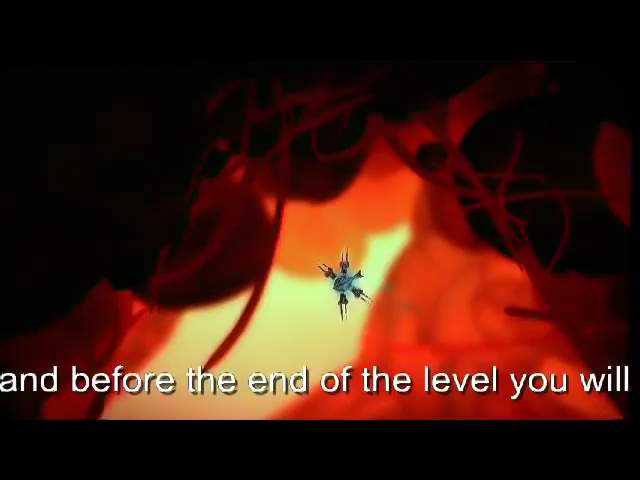 and before the end of the level you will